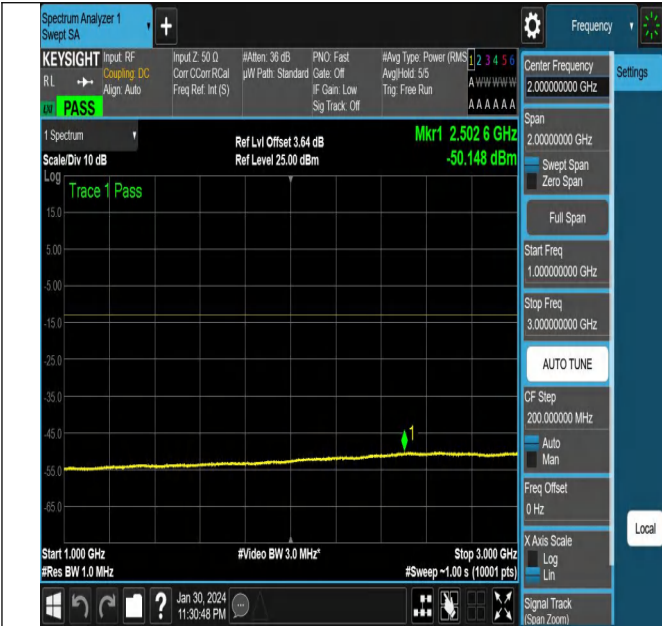 Spectrum Analyzer 1
Swept SA
+
Frequency
KEYSIGHT
RL
LXI
PASS
Input: RF
Coupling: DC
Align: Auto
Input Z: 50 Ω
Corr CCorr RCal
Freq Ref: Int (S)
#Atten: 36 dB
µW Path: Standard
PNO: Fast
Gate: Off
IF Gain: Low
Sig Track: Off
#Avg Type: Power (RMS
Avg|Hold: 5/5
Trig: Free Run
1 2 3 4 5 6
A W W W W W
A A A A A A
1 Spectrum
Scale/Div 10 dB
Ref Lvl Offset 3.64 dB
Ref Level 25.00 dBm
Mkr1 2.502 6 GHz
-50.148 dBm
Log
Trace 1 Pass
15.0
5.00
-5.00
-15.0
-25.0
-35.0
-45.0
1
-55.0
-65.0
Start 1.000 GHz
#Res BW 1.0 MHz
#Video BW 3.0 MHz*
Stop 3.000 GHz
#Sweep ~1.00 s (10001 pts)
?
Jan 30, 2024
11:30:48 PM
Center Frequency
2.000000000 GHz
Span
2.00000000 GHz
Swept Span
Zero Span
Full Span
Start Freq
1.000000000 GHz
Stop Freq
3.000000000 GHz
AUTO TUNE
CF Step
200.000000 MHz
Auto
Man
Freq Offset
0 Hz
X Axis Scale
Log
Lin
Signal Track
(Span Zoom)
Settings
Local